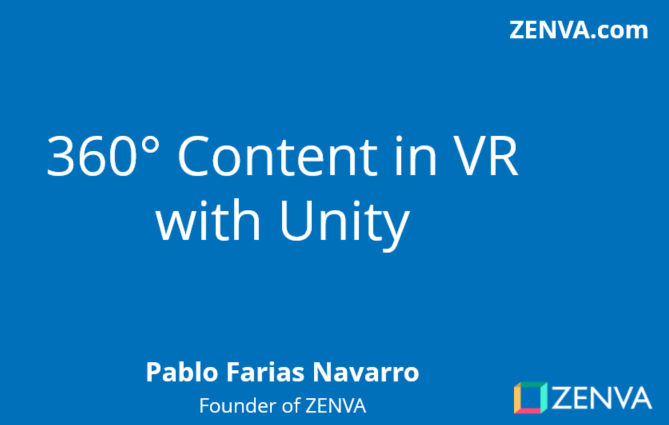 ZENVA.com
360° Content in VR
with Unity
Pablo Farias Navarro
Founder of ZENVA
ZENVA